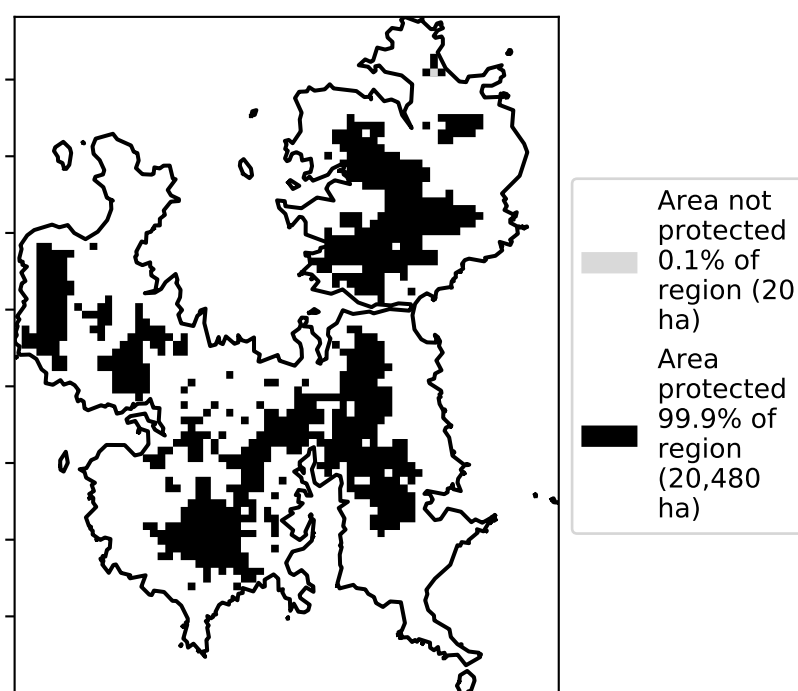 Area not
protected
0.1% of
region (20
ha)
Area
protected
99.9% of
region
(20,480
ha)